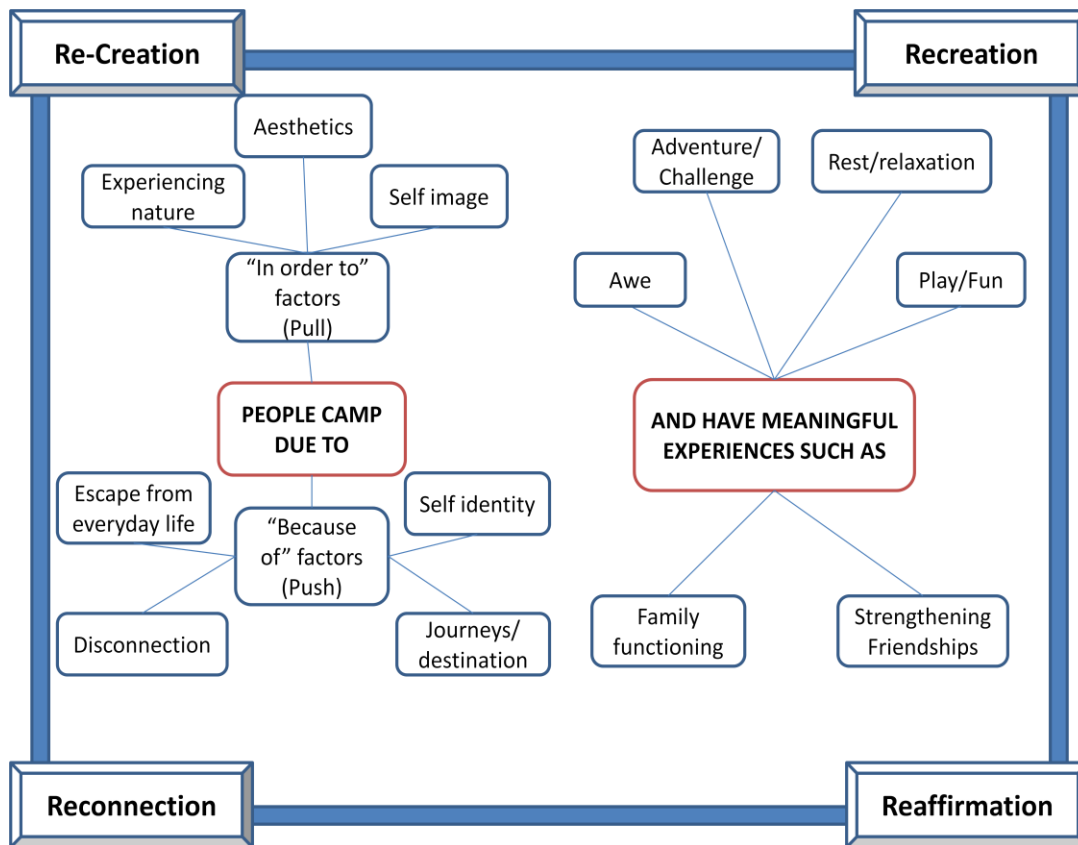 Re-Creation
Recreation
Aesthetics
Experiencing
nature
Self image
“In order to”
factors
(Pull)
PEOPLE CAMP
DUE TO
Escape from
everyday life
“Because
of” factors
(Push)
Self identity
Disconnection
Journeys/
destination
Adventure/
Challenge
Rest/relaxation
Awe
Play/Fun
AND HAVE MEANINGFUL
EXPERIENCES SUCH AS
Family
functioning
Strengthening
Friendships
Reconnection
Reaffirmation